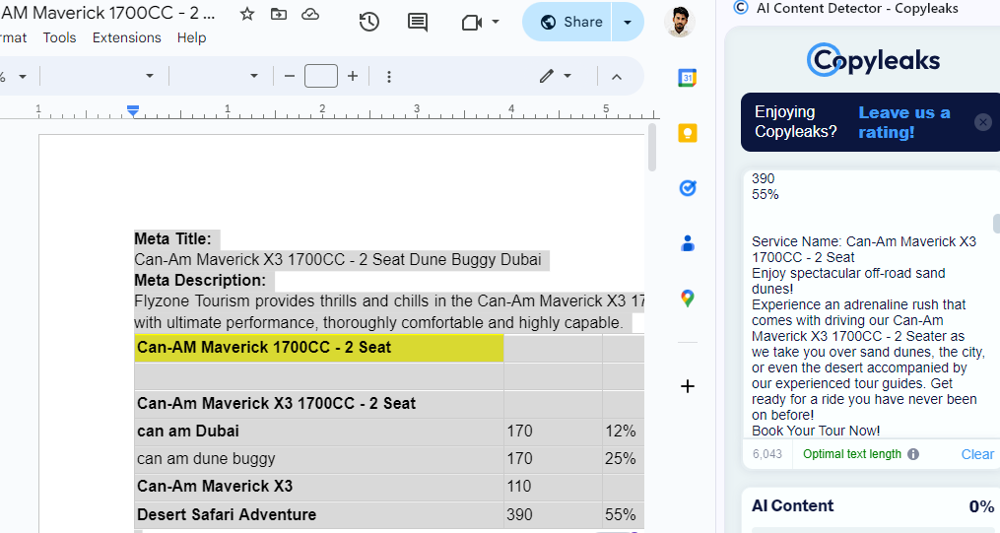 AM Maverick 1700CC - 2 ...
rmat Tools Extensions Help
Share
1 1 2 3 4 5
31
Meta Title:
Can-Am Maverick X3 1700CC - 2 Seat Dune Buggy Dubai
Meta Description:
Flyzone Tourism provides thrills and chills in the Can-Am Maverick X3 17
with ultimate performance, thoroughly comfortable and highly capable.
Can-AM Maverick 1700CC - 2 Seat
Can-Am Maverick X3 1700CC - 2 Seat
can am Dubai 170 12%
can am dune buggy 170 25%
Can-Am Maverick X3 110
Desert Safari Adventure 390 55%
AI Content Detector - Copyleaks
Copyleaks
Enjoying
Copyleaks?
Leave us a
rating!
390
55%
Service Name: Can-Am Maverick X3
1700CC - 2 Seat
Enjoy spectacular off-road sand
dunes!
Experience an adrenaline rush that
comes with driving our Can-Am
Maverick X3 1700CC - 2 Seater as
we take you over sand dunes, the city,
or even the desert accompanied by
our experienced tour guides. Get
ready for a ride you have never been
on before!
Book Your Tour Now!
6,043 Optimal text length Clear
AI Content 0%